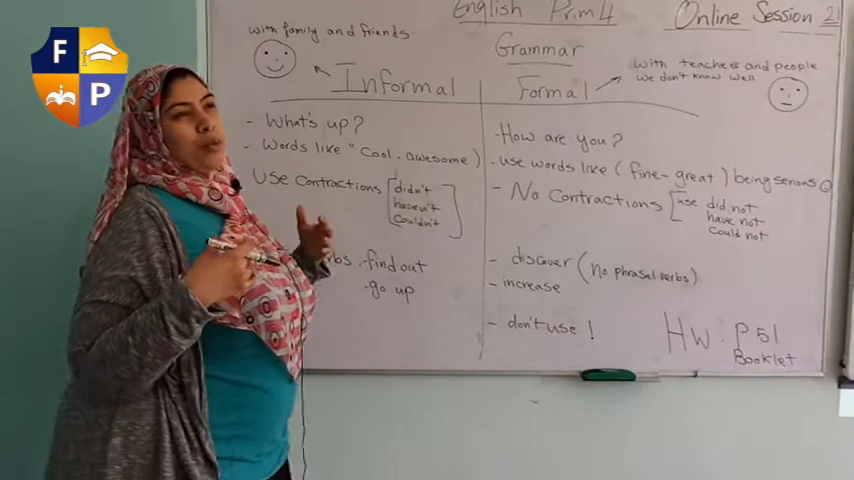 F
P
English Prim 4
Online Session 21
Grammar
with family and friends.
with teachers and people
we don't know well
Informal
Formal
- What's up?
- Words like "Cool - awesome
Use Contractions
didn't
haven't
Couldn't
rbs. - find out
- go up
- How are you?
- use words like (fine - great) being serious
- No Contractions
use did not
have not
Could not
- discover (no phrasal verbs)
- increase
- don't use !
HW. P 51
Booklet